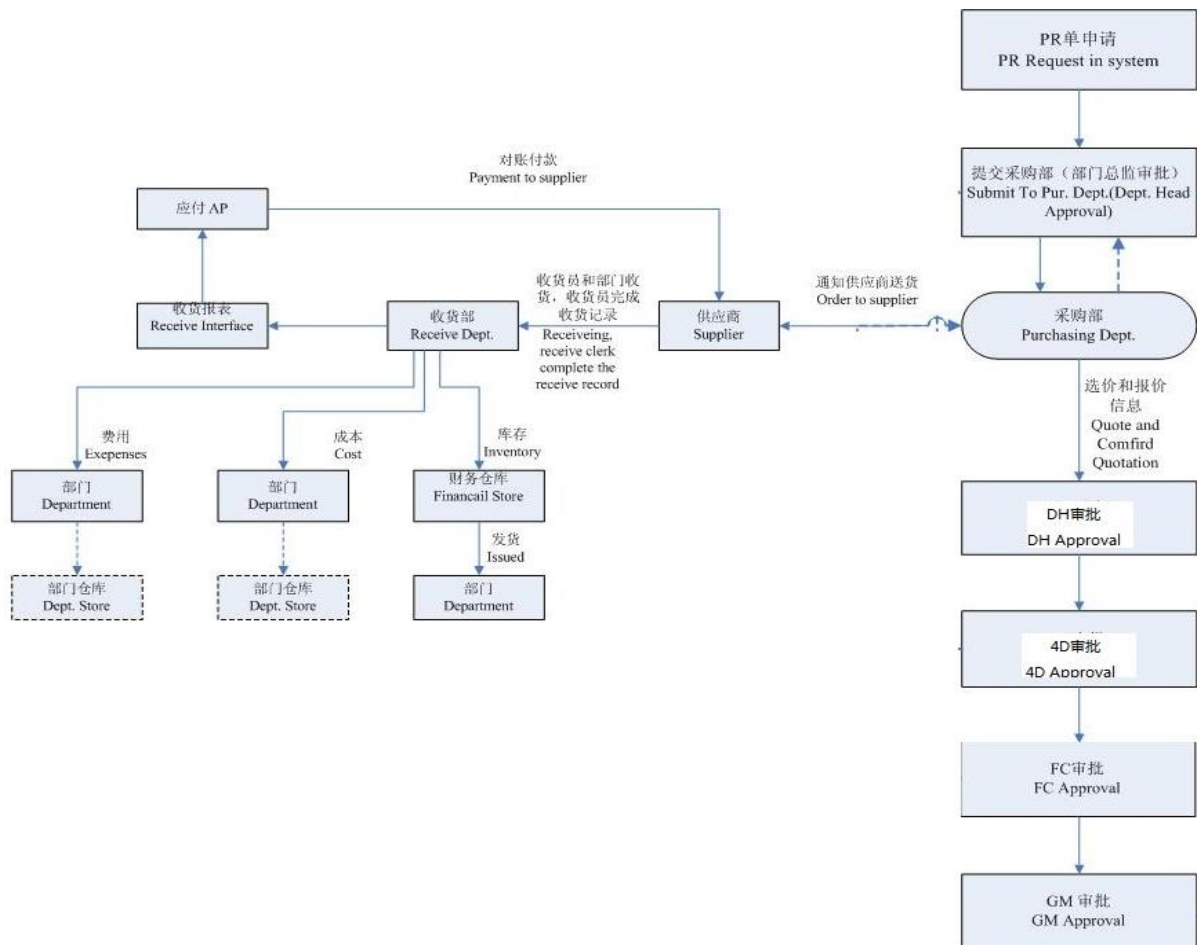 PR单申请
PR Request in system
提交采购部（部门总监审批）
Submit To Pur. Dept.(Dept. Head
Approval)
对账付款
Payment to supplier
应付 AP
收货报表
Receive Interface
收货部
Receive Dept.
收货员和部门收
货，收货员完成
收货记录
Receiveing,
receive clerk
complete the
receive record
供应商
Supplier
通知供应商送货
Order to supplier
采购部
Purchasing Dept.
选价和报价
信息
Quote and
Comfird
Quotation
费用
Exepenses
成本
Cost
库存
Inventory
部门
Department
部门
Department
财务仓库
Financail Store
发货
Issued
部门仓库
Dept. Store
部门仓库
Dept. Store
部门
Department
DH审批
DH Approval
4D审批
4D Approval
FC审批
FC Approval
GM 审批
GM Approval